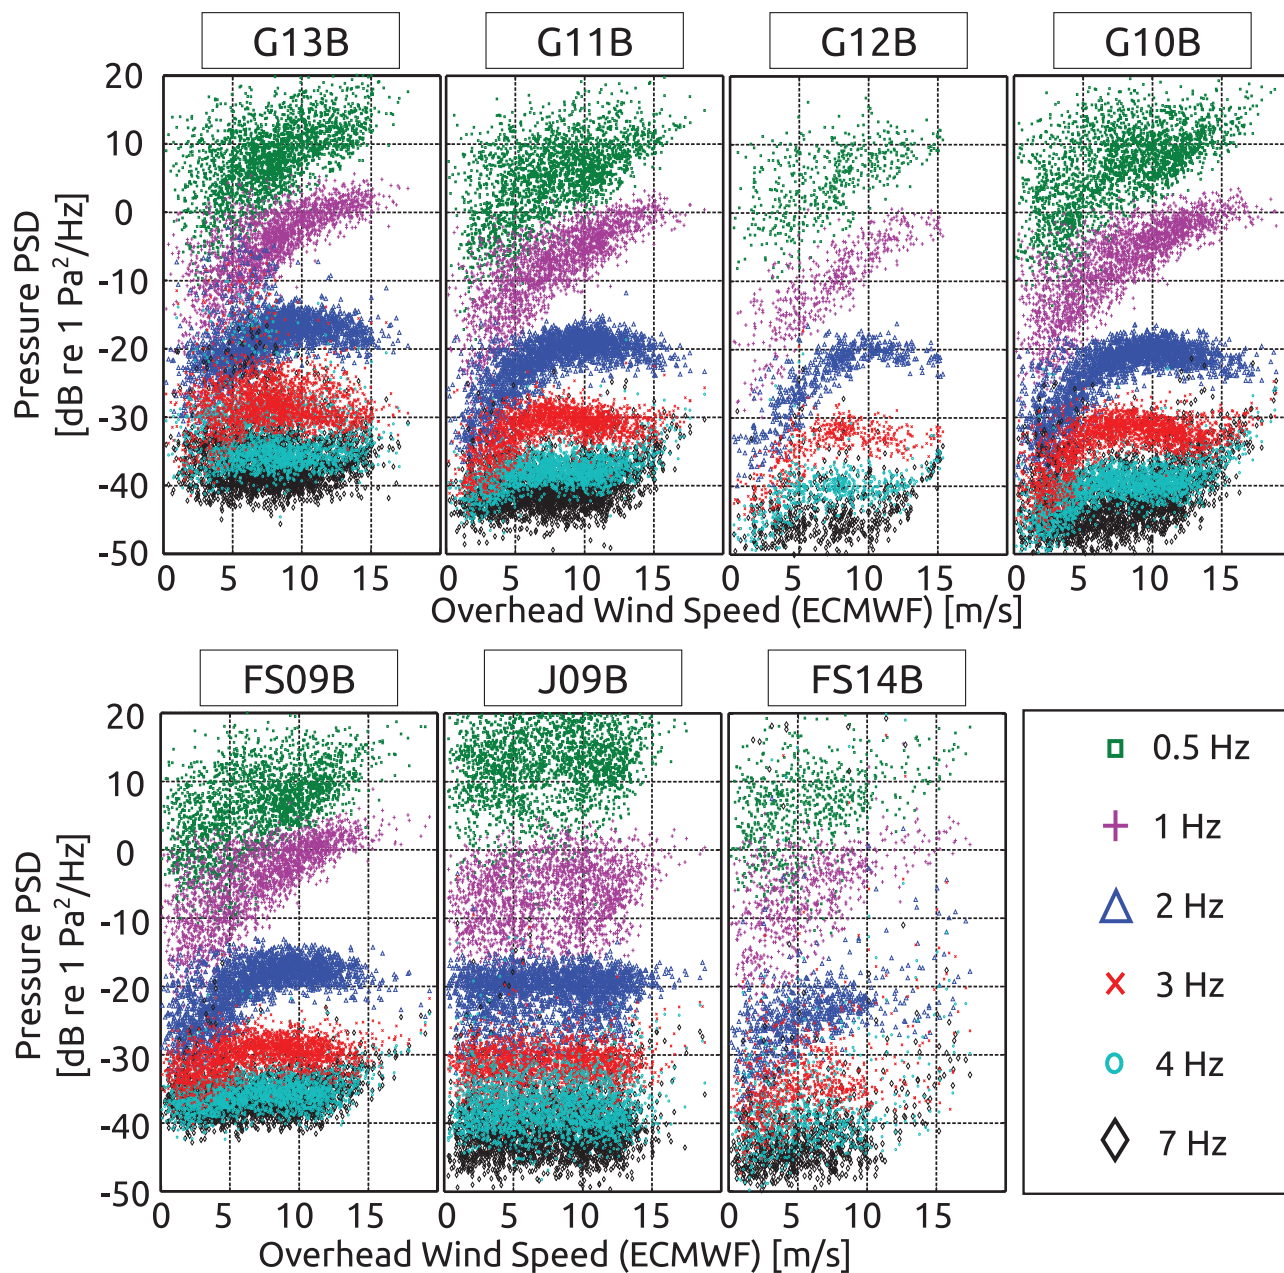 G13B G11B G12B G10B
Pressure PSD
[dB re 1 Pa²/Hz]
20
10
0
-10
-20
-30
-40
-50
0 5 10 15 0 5 10 15 0 5 10 15 0 5 10 15
Overhead Wind Speed (ECMWF) [m/s]
FS09B J09B FS14B
Pressure PSD
[dB re 1 Pa²/Hz]
20
10
0
-10
-20
-30
-40
-50
0 5 10 15 0 5 10 15 0 5 10 15
Overhead Wind Speed (ECMWF) [m/s]
0.5 Hz
1 Hz
2 Hz
3 Hz
4 Hz
7 Hz